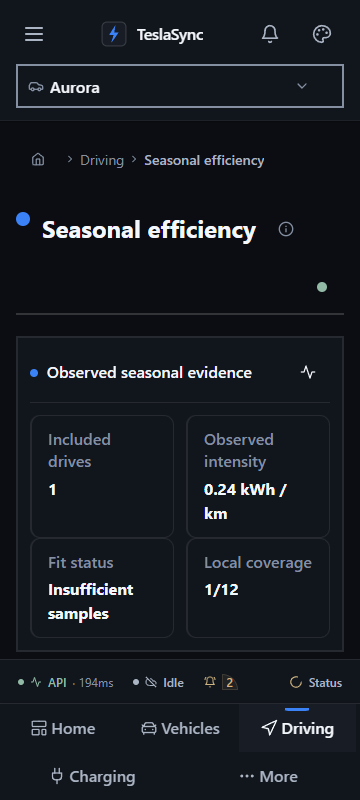 TeslaSync
Aurora
Driving
Seasonal efficiency
Seasonal efficiency
Observed seasonal evidence
Included
drives
1
Observed
intensity
0.24 kWh /
km
Fit status
Insufficient
samples
Local coverage
1/12
API · 194ms
Idle
2
Status
Home
Vehicles
Driving
Charging
More